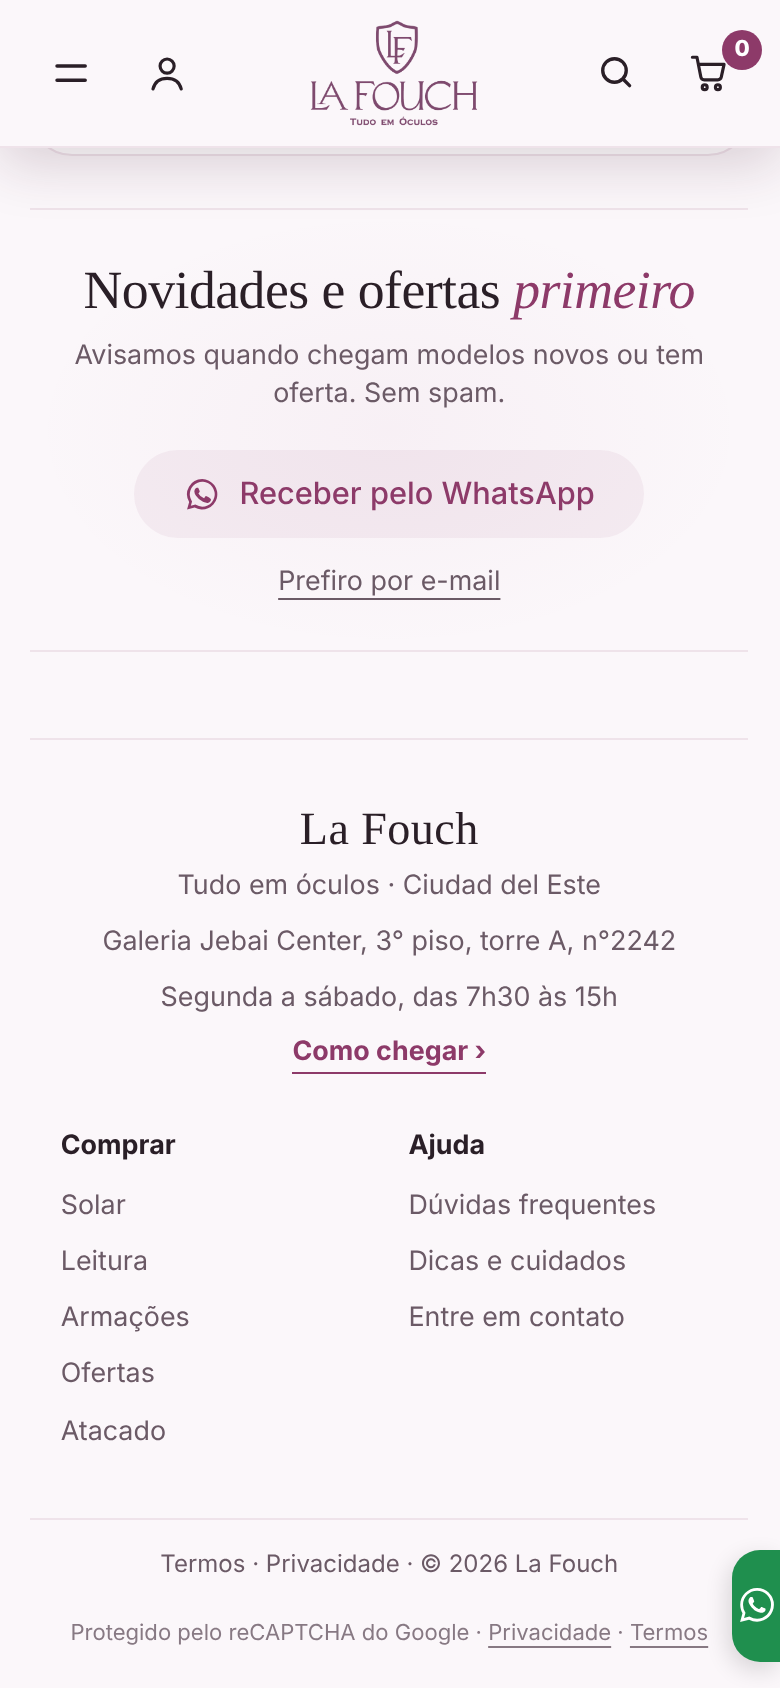 LF
LA FOUCH
TUDO EM ÓCULOS
0
Novidades e ofertas primeiro
Avisamos quando chegam modelos novos ou tem
oferta. Sem spam.
Receber pelo WhatsApp
Prefiro por e-mail
La Fouch
Tudo em óculos · Ciudad del Este
Galeria Jebai Center, 3° piso, torre A, n°2242
Segunda a sábado, das 7h30 às 15h
Como chegar ›
Comprar
Solar
Leitura
Armações
Ofertas
Atacado
Ajuda
Dúvidas frequentes
Dicas e cuidados
Entre em contato
Termos · Privacidade · © 2026 La Fouch
Protegido pelo reCAPTCHA do Google · Privacidade · Termos